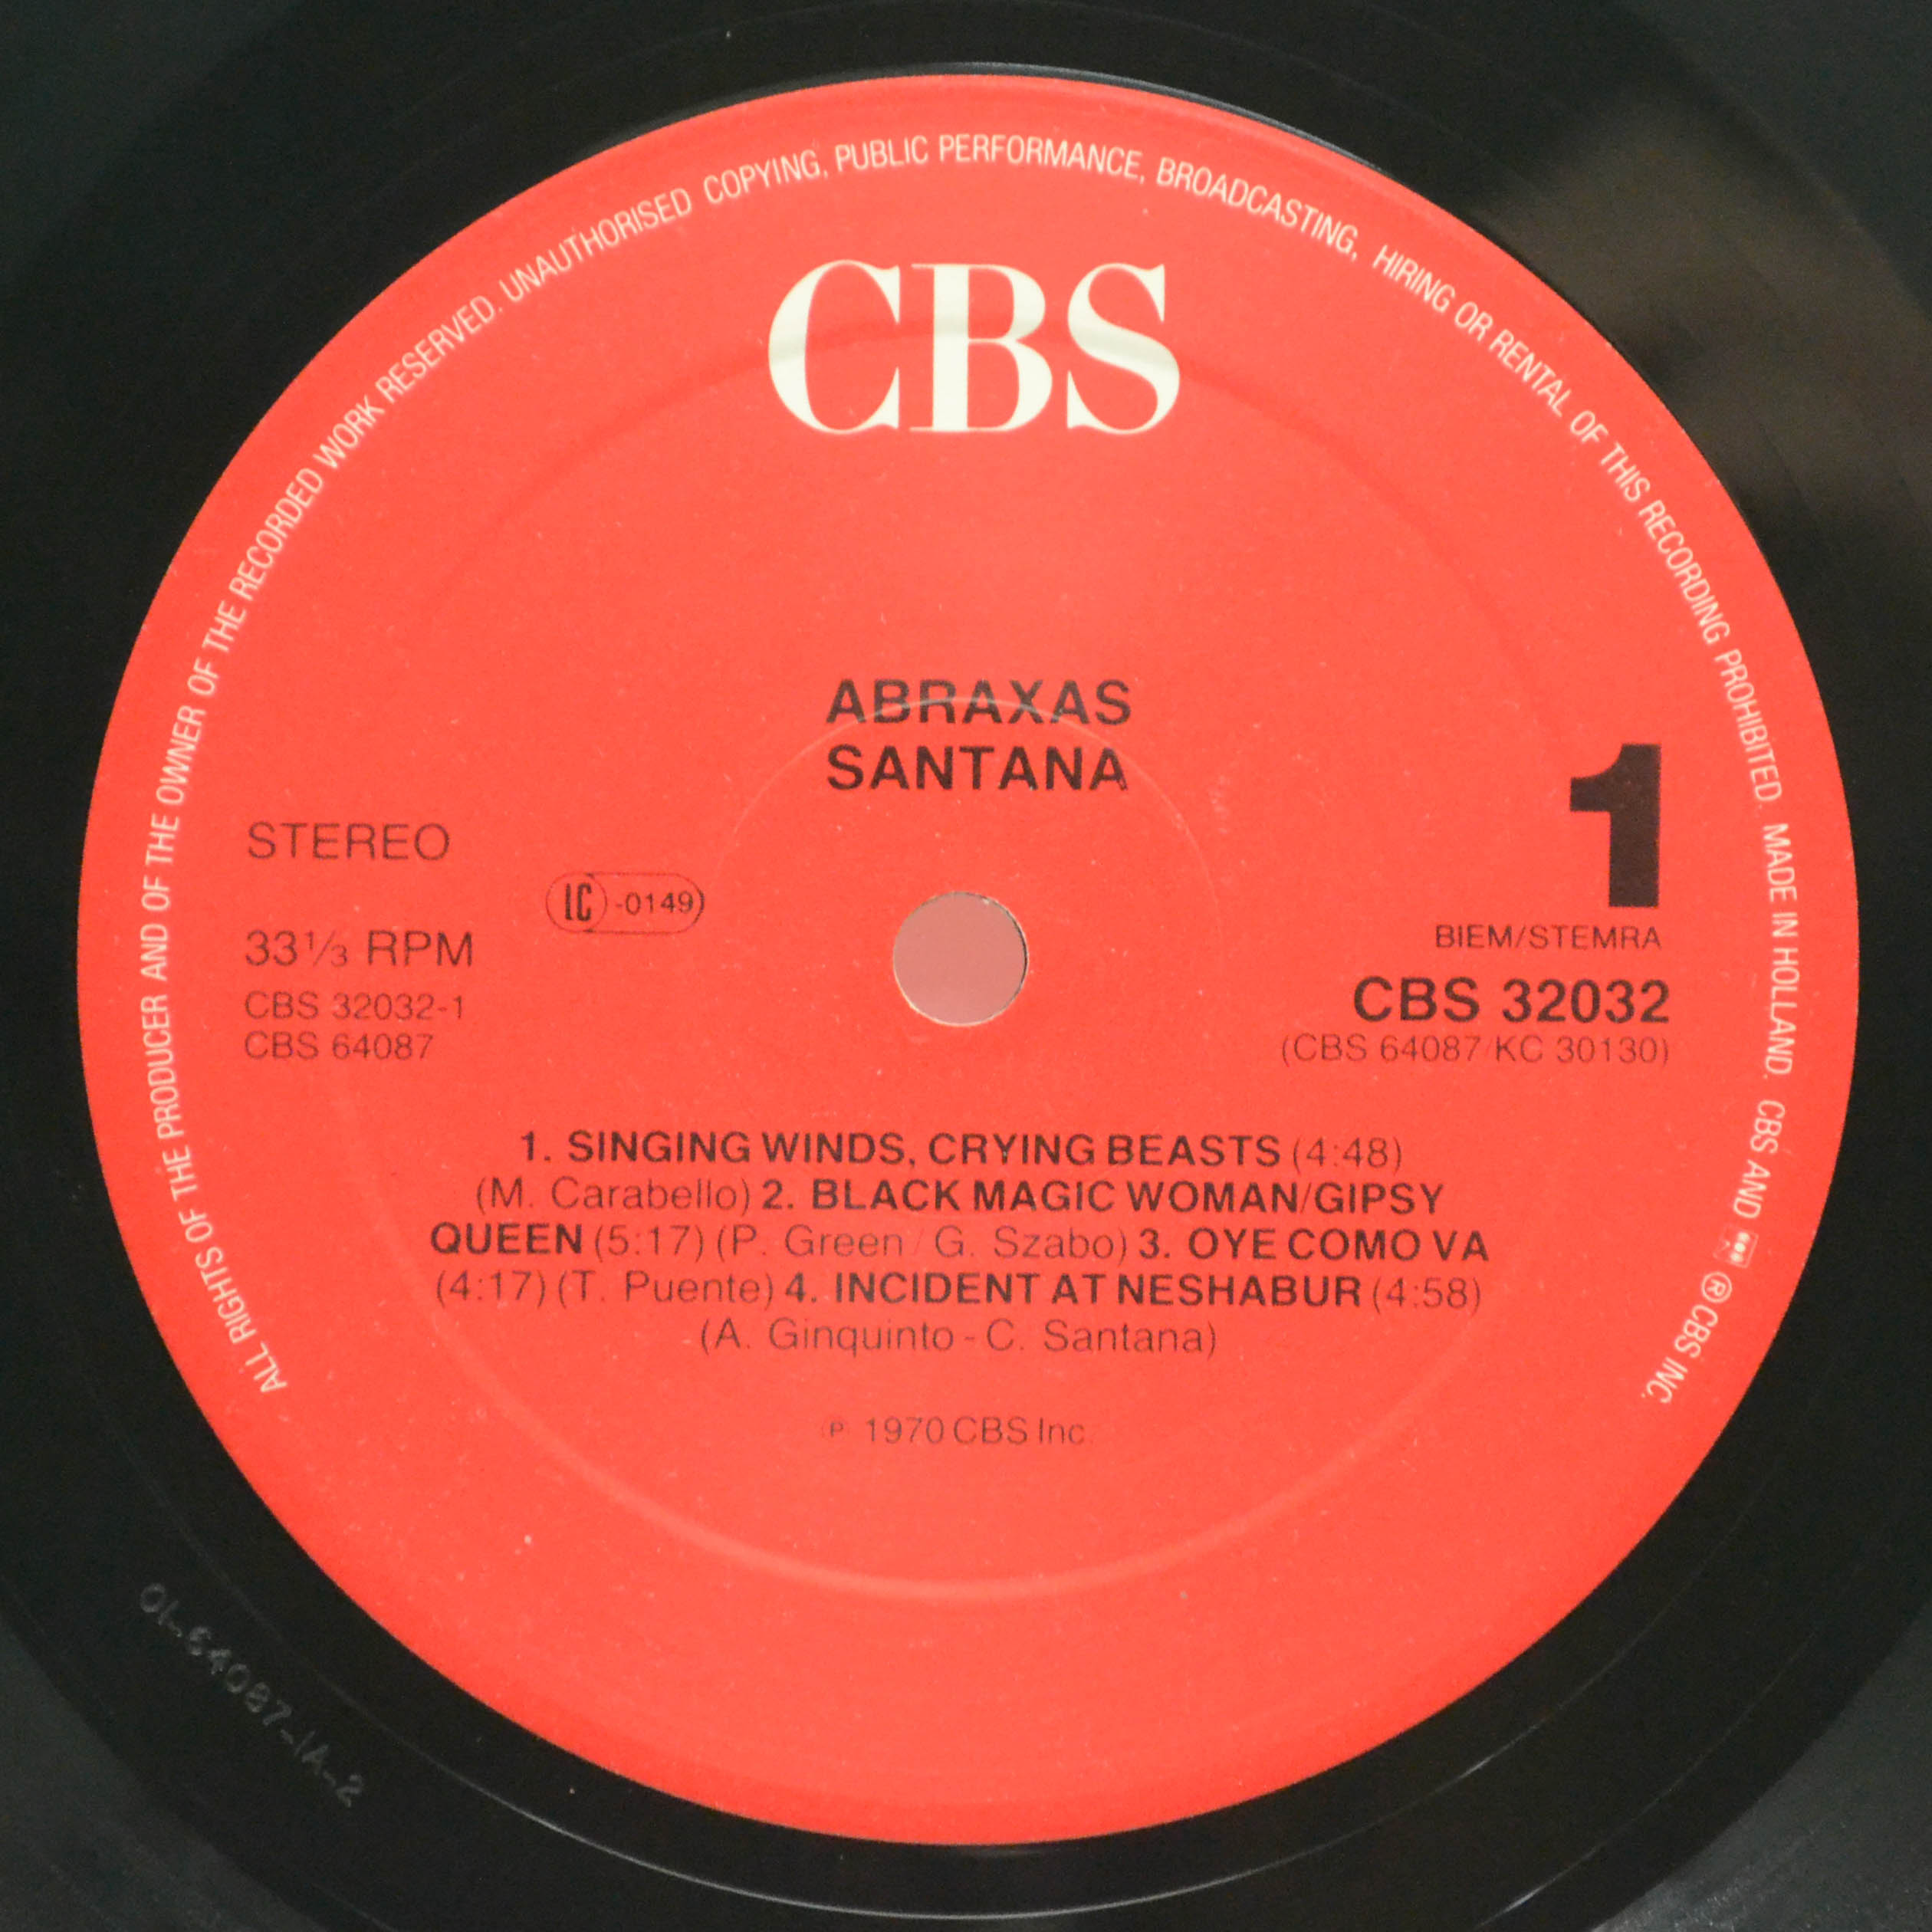 ALL RIGHTS OF THE PRODUCER AND OF THE OWNER OF THE RECORDED WORK RESERVED. UNAUTHORISED COPYING, PUBLIC PERFORMANCE, BROADCASTING, HIRING OR RENTAL OF THIS RECORDING PROHIBITED. MADE IN HOLLAND. CBS AND ® CBS INC.
CBS
ABRAXAS
SANTANA
STEREO
LC -0149
33⅓ RPM
CBS 32032-1
CBS 64087
1
BIEM/STEMRA
CBS 32032
(CBS 64087/KC 30130)
1. SINGING WINDS, CRYING BEASTS (4:48)
(M. Carabello) 2. BLACK MAGIC WOMAN/GIPSY
QUEEN (5:17) (P. Green / G. Szabo) 3. OYE COMO VA
(4:17) (T. Puente) 4. INCIDENT AT NESHABUR (4:58)
(A. Ginquinto - C. Santana)
℗ 1970 CBS Inc.
01-64087-1A-2